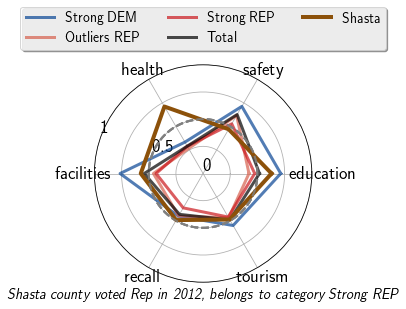 Strong DEM Strong REP Shasta
Outliers REP Total
health safety
1
0.5
0
facilities education
recall tourism
Shasta county voted Rep in 2012, belongs to category Strong REP